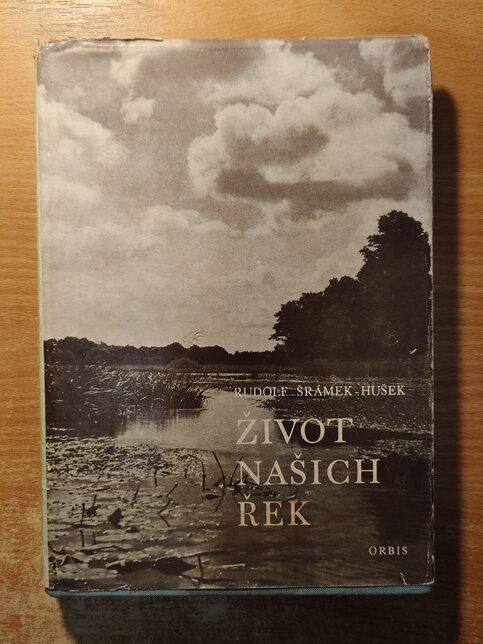 RUDOLF ŠRÁMEK-HUŠEK
ŽIVOT
NAŠICH
ŘEK
ORBIS